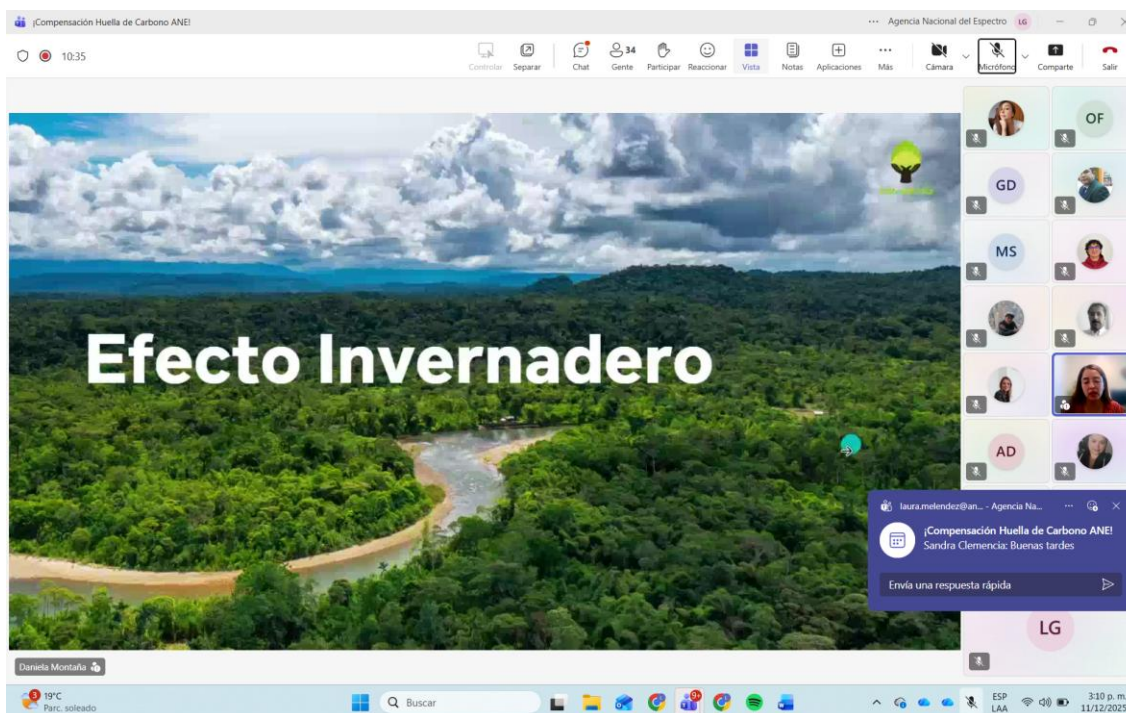 ¡Compensación Huella de Carbono ANE!
Agencia Nacional del Espectro LG
10:35
Controlar
Separar
Chat
34
Gente
Participar
Reaccionar
Vista
Notas
Aplicaciones
Más
Cámara
Micrófono
Comparte
Salir
OF
GD
MS
Efecto Invernadero
AD
laura.melendez@an... - Agencia Na...
¡Compensación Huella de Carbono ANE!
Sandra Clemencia: Buenas tardes
Envía una respuesta rápida
LG
Daniela Montaña
3
19°C
Parc. soleado
Buscar
9+
ESP
LAA
3:10 p. m.
11/12/2025